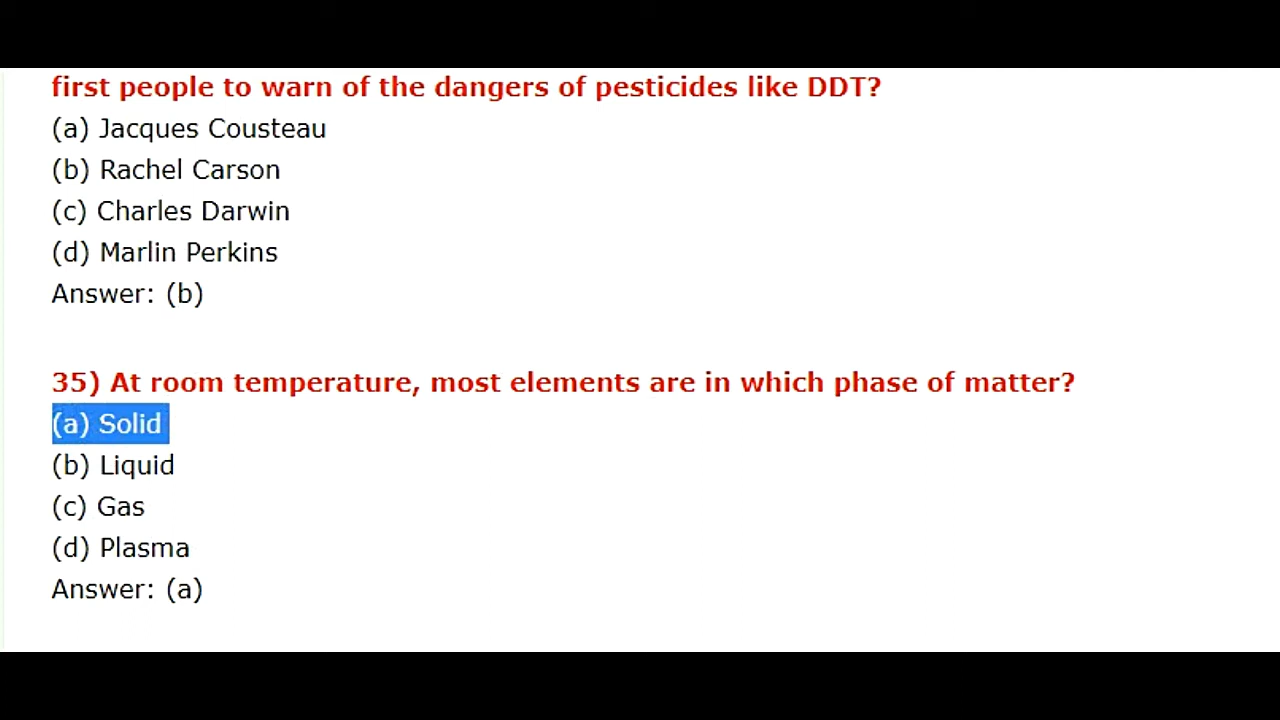 first people to warn of the dangers of pesticides like DDT?
(a) Jacques Cousteau
(b) Rachel Carson
(c) Charles Darwin
(d) Marlin Perkins
Answer: (b)
35) At room temperature, most elements are in which phase of matter?
(a) Solid
(b) Liquid
(c) Gas
(d) Plasma
Answer: (a)